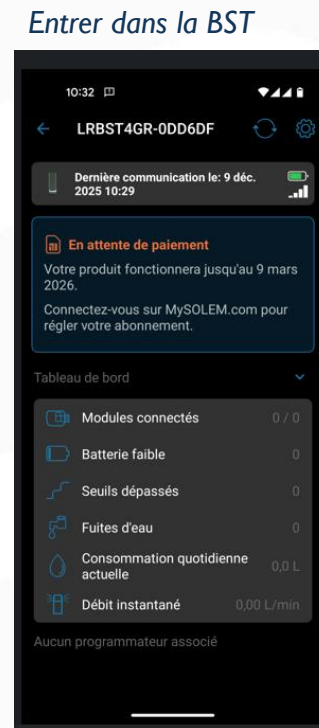 Entrer dans la BST
10:32
LRBST4GR-0DD6DF
Dernière communication le: 9 déc.
2025 10:29
En attente de paiement
Votre produit fonctionnera jusqu'au 9 mars
2026.
Connectez-vous sur MySOLEM.com pour
régler votre abonnement.
Tableau de bord
Modules connectés 0 / 0
Batterie faible 0
Seuils dépassés 0
Fuites d'eau 0
Consommation quotidienne
actuelle 0,0 L
Débit instantané 0,00 L/min
Aucun programmateur associé